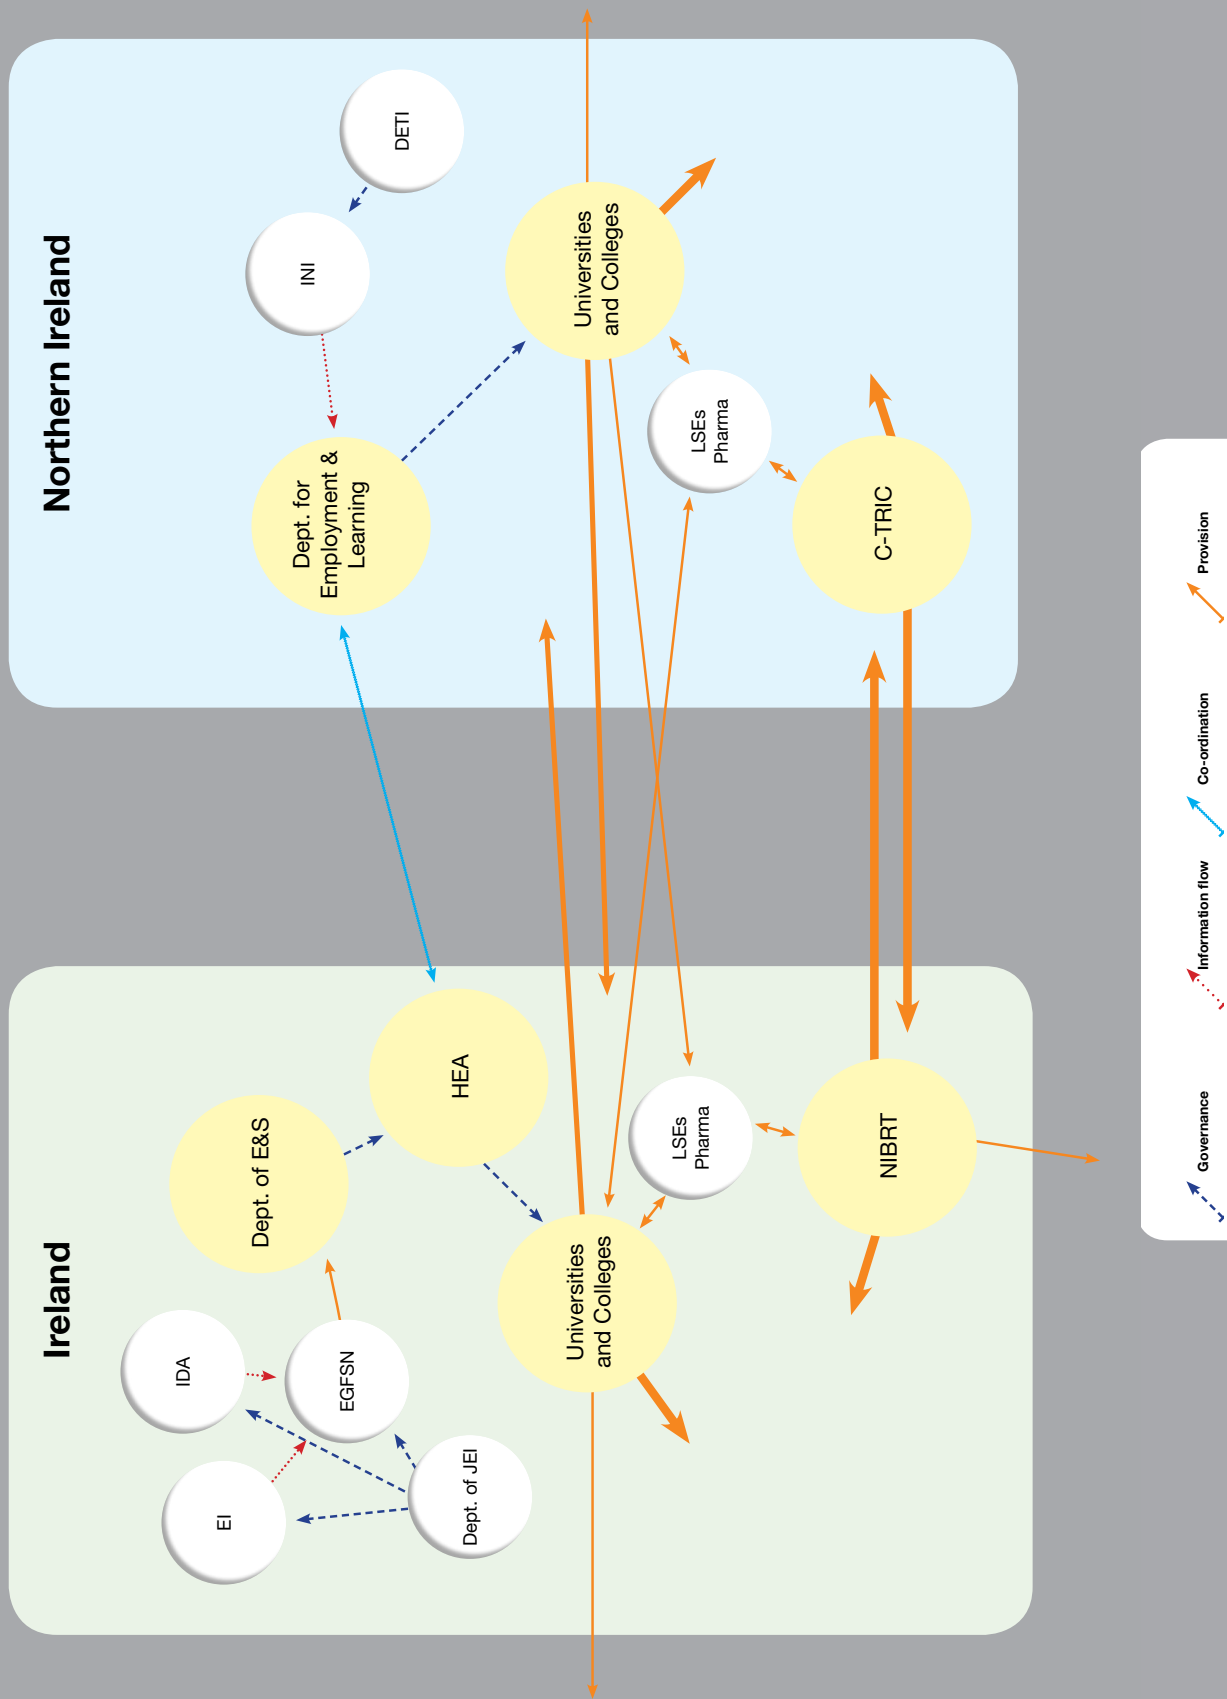 Ireland
Northern Ireland
IDA
EI
EGFSN
Dept. of JEI
Dept. of E&S
HEA
Universities
and Colleges
LSEs
Pharma
NIBRT
Dept. for
Employment &
Learning
INI
DETI
Universities
and Colleges
LSEs
Pharma
C-TRIC
Governance
Information flow
Co-ordination
Provision